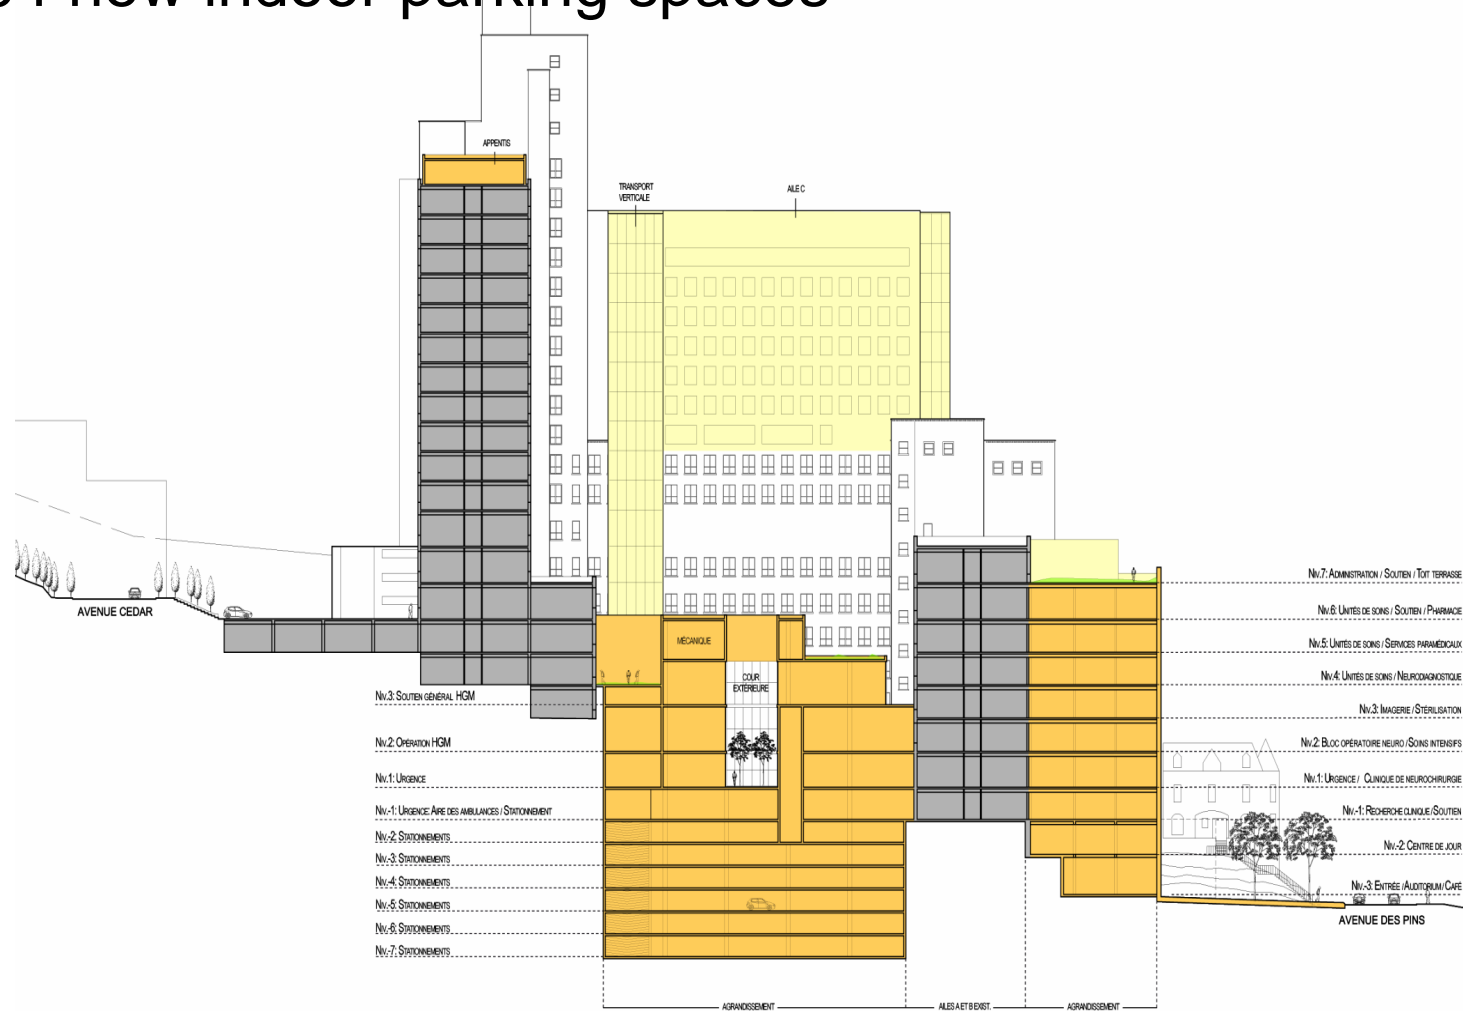 new indoor parking spaces
APPENTIS
TRANSPORT
VERTICALE
AILE C
AVENUE CEDAR
MÉCANIQUE
COUR
EXTÉRIEURE
NIV.3: SOUTIEN GÉNÉRAL HGM
NIV.2: OPÉRATION HGM
NIV.1: URGENCE
NIV.-1: URGENCE: AIRE DES AMBULANCES / STATIONNEMENT
NIV.-2: STATIONNEMENTS
NIV.-3: STATIONNEMENTS
NIV.-4: STATIONNEMENTS
NIV.-5: STATIONNEMENTS
NIV.-6: STATIONNEMENTS
NIV.-7: STATIONNEMENTS
NIV.7: ADMINISTRATION / SOUTIEN / TOIT TERRASSE
NIV.6: UNITÉS DE SOINS / SOUTIEN / PHARMACIE
NIV.5: UNITÉS DE SOINS / SERVICES PARAMÉDICAUX
NIV.4: UNITÉS DE SOINS / NEURODIAGNOSTIQUE
NIV.3: IMAGERIE / STÉRILISATION
NIV.2: BLOC OPÉRATOIRE NEURO / SOINS INTENSIFS
NIV.1: URGENCE / CLINIQUE DE NEUROCHIRURGIE
NIV.-1: RECHERCHE CLINIQUE / SOUTIEN
NIV.-2: CENTRE DE JOUR
NIV.-3: ENTRÉE / AUDITORIUM / CAFÉ
AVENUE DES PINS
AGRANDISSEMENT
AILES A ET B EXIST.
AGRANDISSEMENT